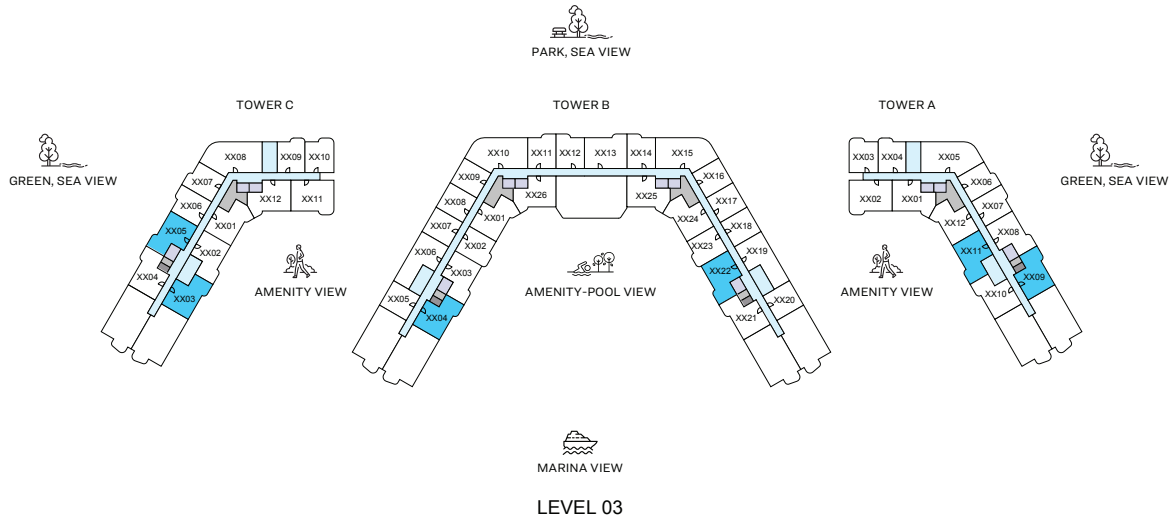 PARK, SEA VIEW
TOWER C
TOWER B
TOWER A
GREEN, SEA VIEW
GREEN, SEA VIEW
XX08
XX09
XX10
XX07
XX06
XX05
XX04
XX03
XX02
XX01
XX12
XX11
AMENITY VIEW
XX10
XX11
XX12
XX13
XX14
XX15
XX09
XX08
XX07
XX06
XX05
XX04
XX03
XX02
XX01
XX26
XX25
XX24
XX23
XX22
XX21
XX16
XX17
XX18
XX19
XX20
AMENITY-POOL VIEW
XX03
XX04
XX05
XX02
XX01
XX06
XX07
XX12
XX08
XX11
XX09
XX10
AMENITY VIEW
MARINA VIEW
LEVEL 03